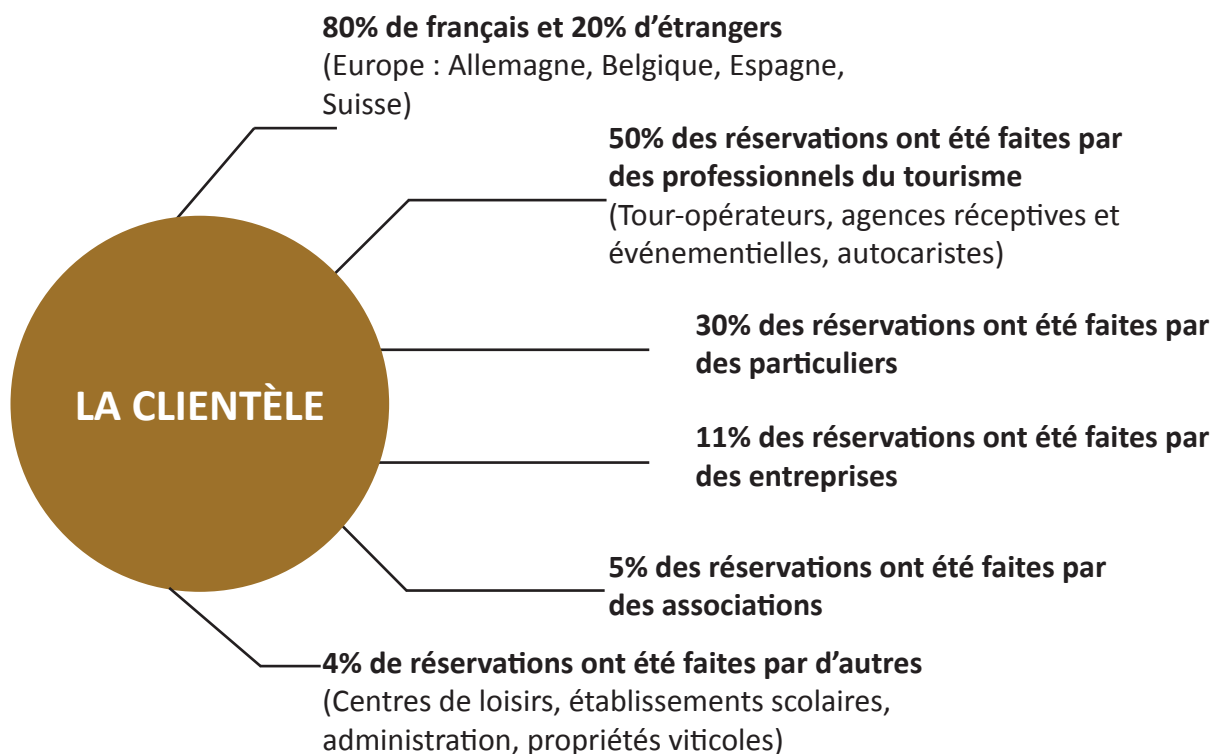 80% de français et 20% d’étrangers
(Europe : Allemagne, Belgique, Espagne,
Suisse)
50% des réservations ont été faites par
des professionnels du tourisme
(Tour-opérateurs, agences réceptives et
événementielles, autocaristes)
30% des réservations ont été faites par
des particuliers
LA CLIENTÈLE
11% des réservations ont été faites par
des entreprises
5% des réservations ont été faites par
des associations
4% de réservations ont été faites par d’autres
(Centres de loisirs, établissements scolaires,
administration, propriétés viticoles)